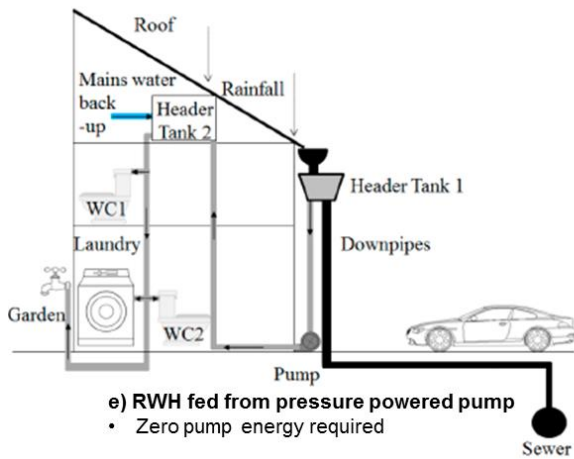 Roof
Mains water
back
-up
Rainfall
Header
Tank 2
Header Tank 1
WC1
Downpipes
Laundry
Garden
WC2
Pump
e) RWH fed from pressure powered pump
• Zero pump energy required
Sewer